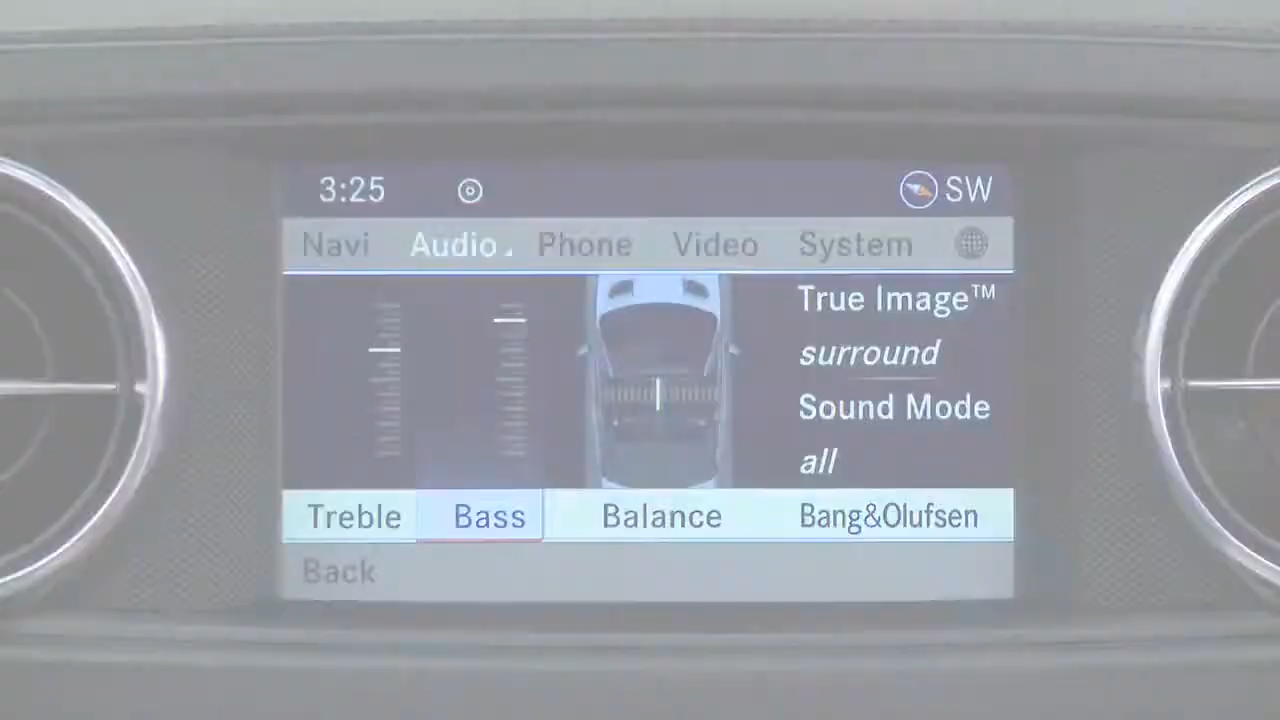 3:25 SW
Navi Audio Phone Video System
True Image™
surround
Sound Mode
all
Treble Bass Balance Bang&Olufsen
Back